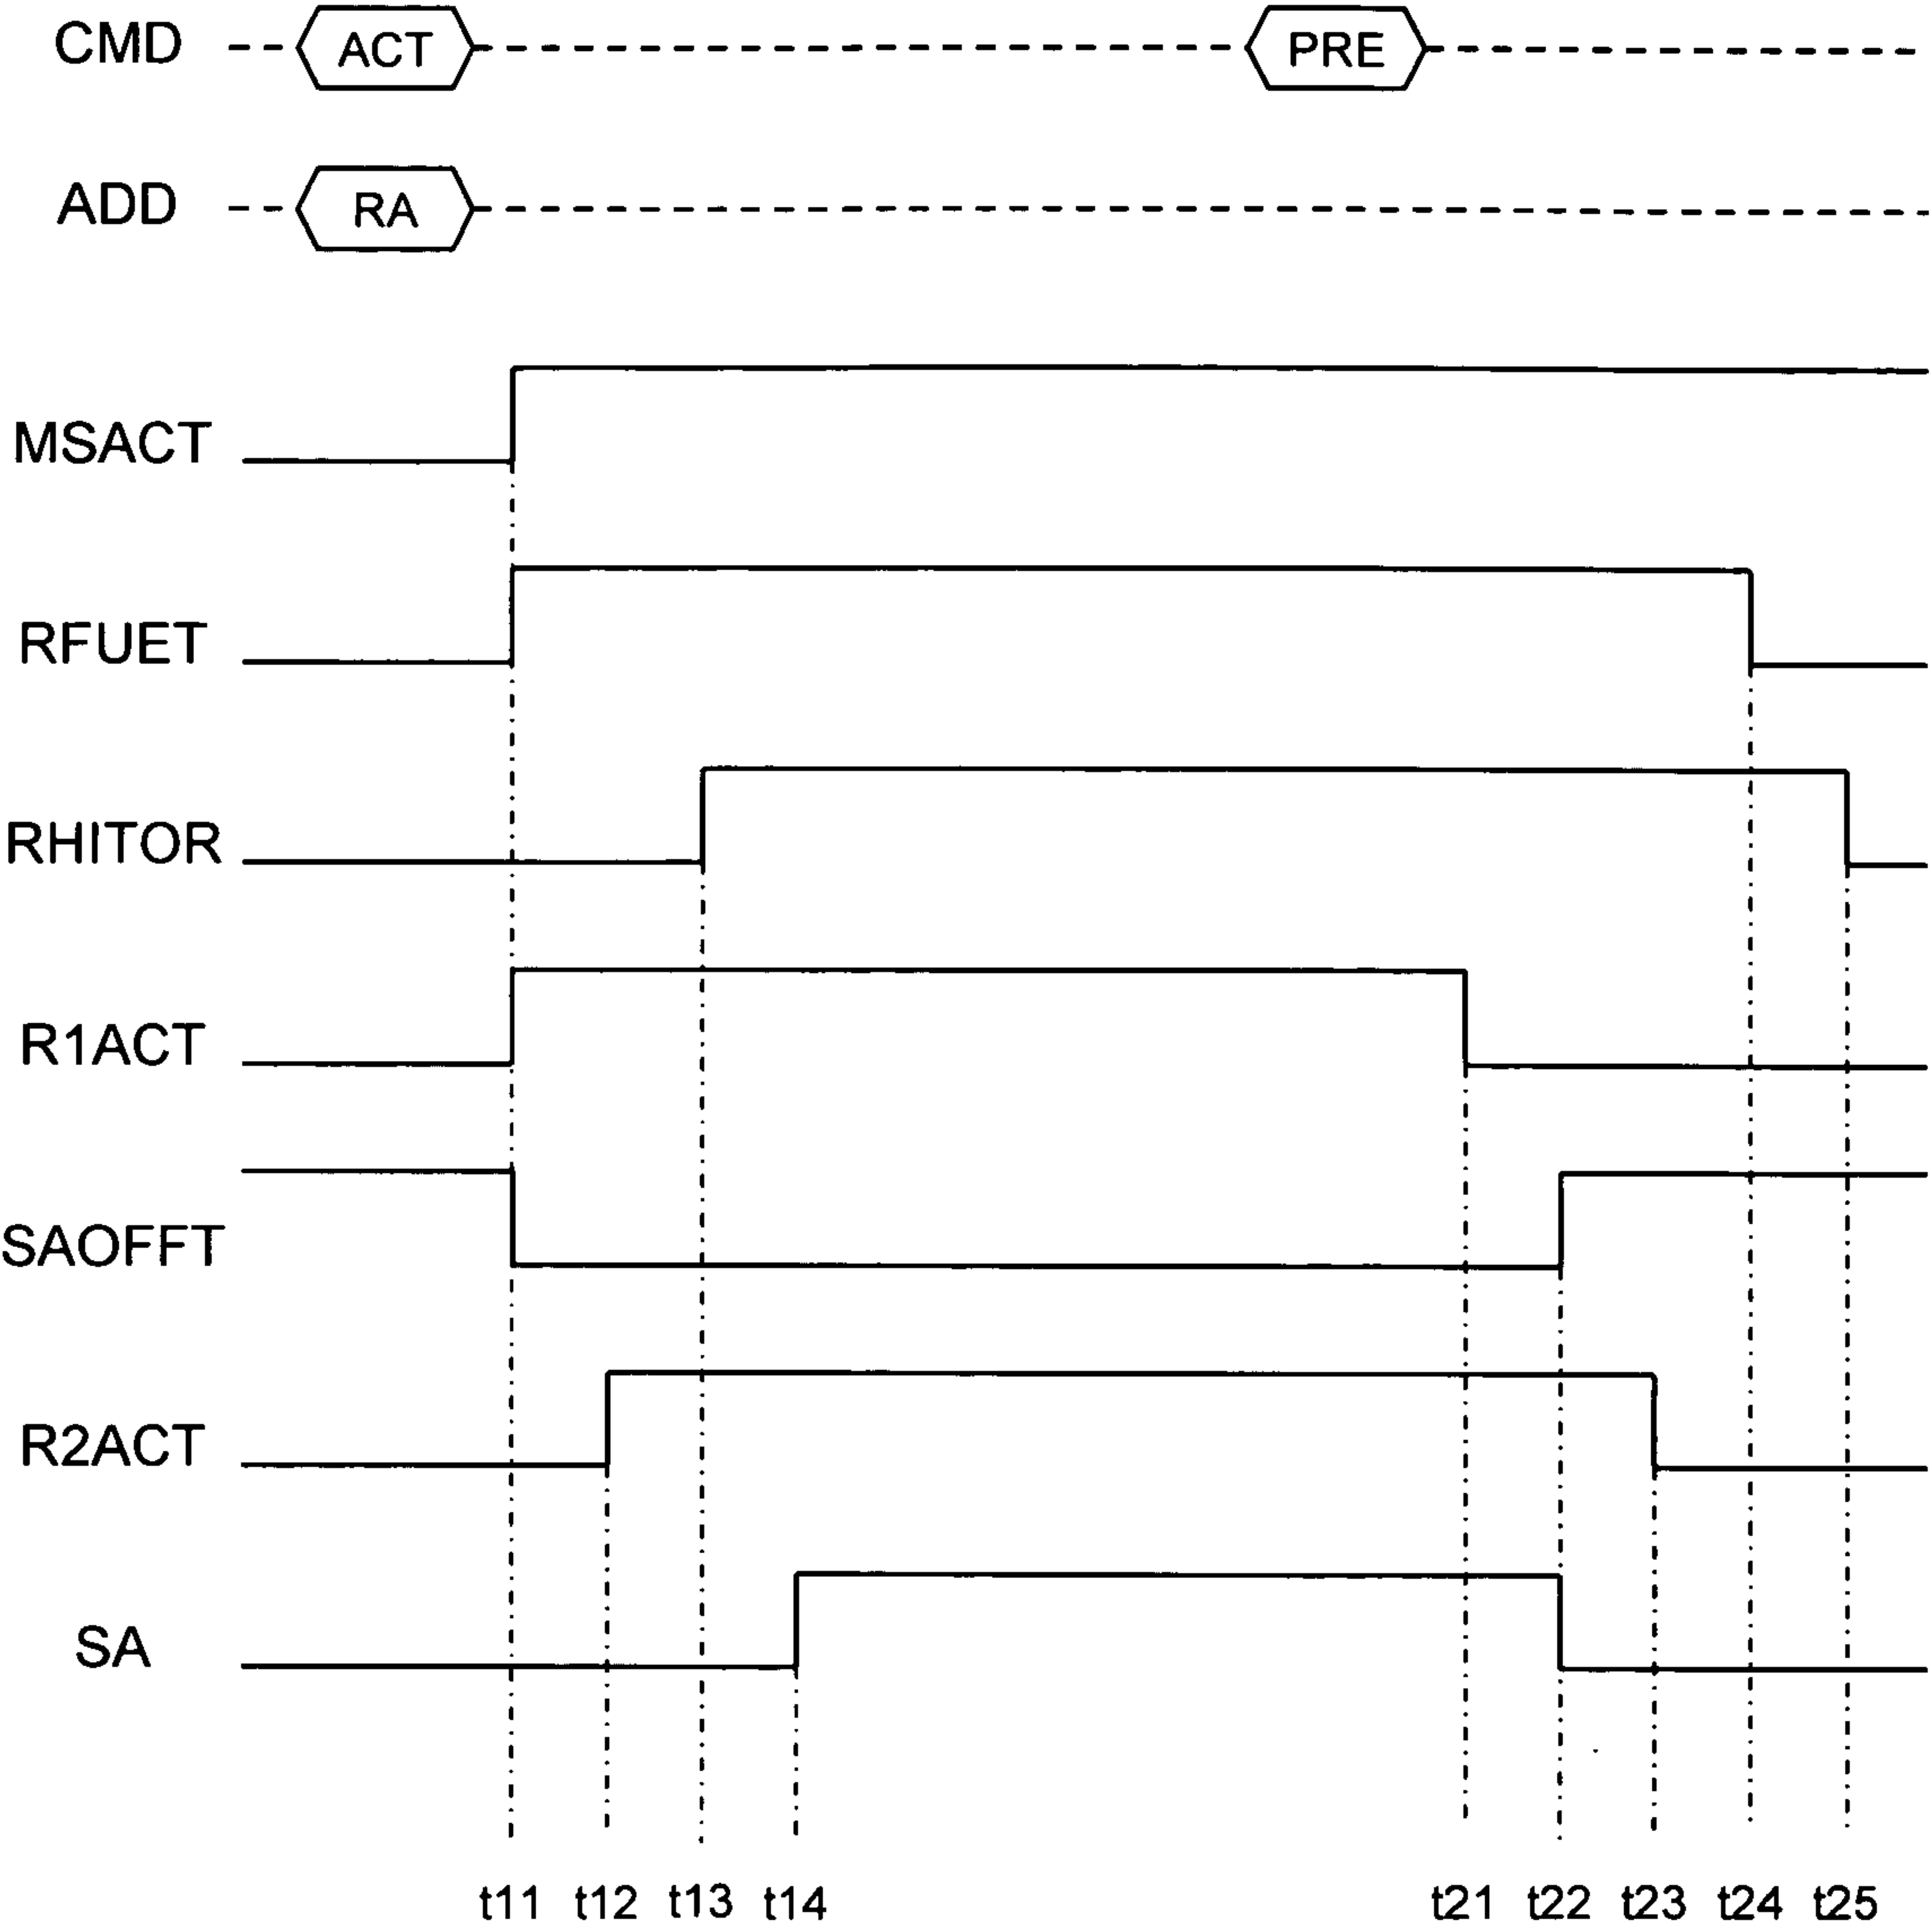 CMD ACT PRE
ADD RA
MSACT
RFUET
RHITOR
R1ACT
SAOFFT
R2ACT
SA
t11 t12 t13 t14 t21 t22 t23 t24 t25